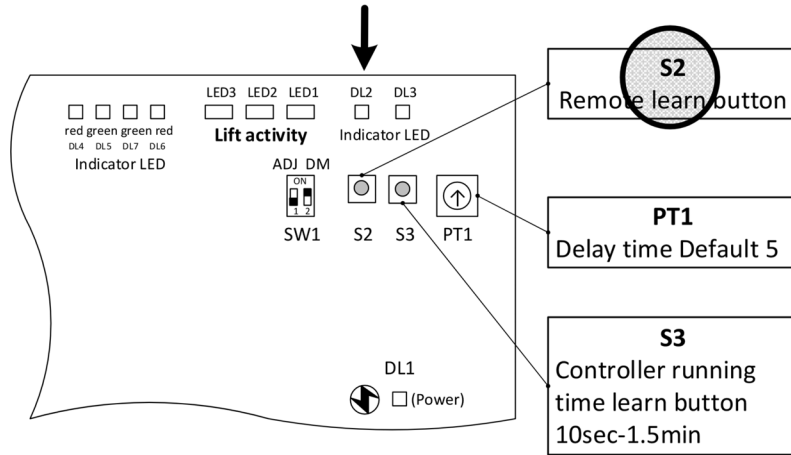 LED3 LED2 LED1 DL2 DL3
red green green red
DL4 DL5 DL7 DL6
Indicator LED
Lift activity
Indicator LED
ADJ DM
ON
1 2
SW1 S2 S3 PT1
DL1
(Power)
S2
Remote learn button
PT1
Delay time Default 5
S3
Controller running
time learn button
10sec-1.5min